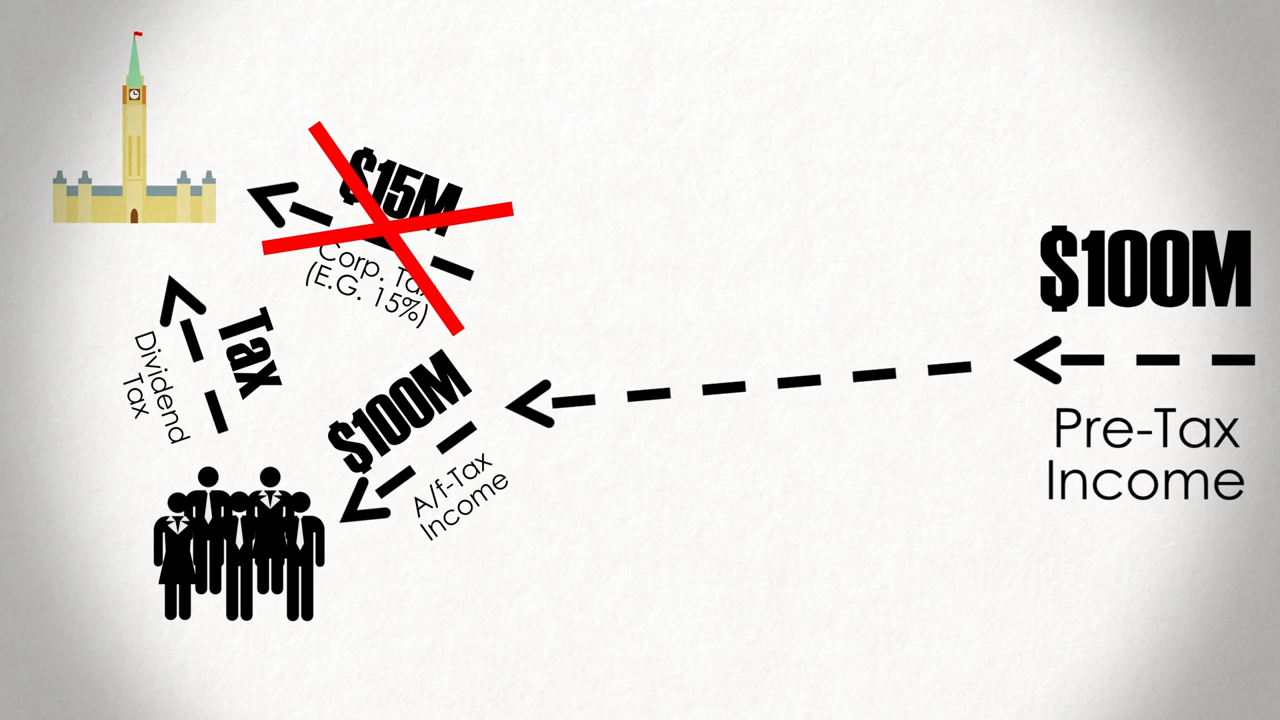 $15M
Corp. Tax
(E.G. 15%)
$100M
Pre-Tax
Income
Tax
Dividend
Tax
$100M
A/f-Tax
Income